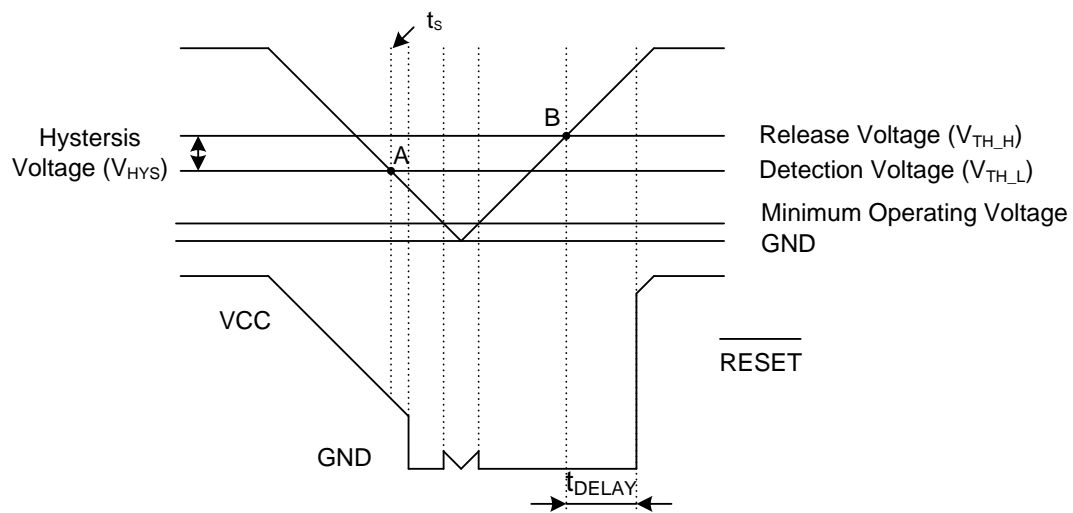 tS
B
A
Hystersis
Voltage (VHYS)
Release Voltage (VTH_H)
Detection Voltage (VTH_L)
Minimum Operating Voltage
GND
VCC
RESET
GND
tDELAY